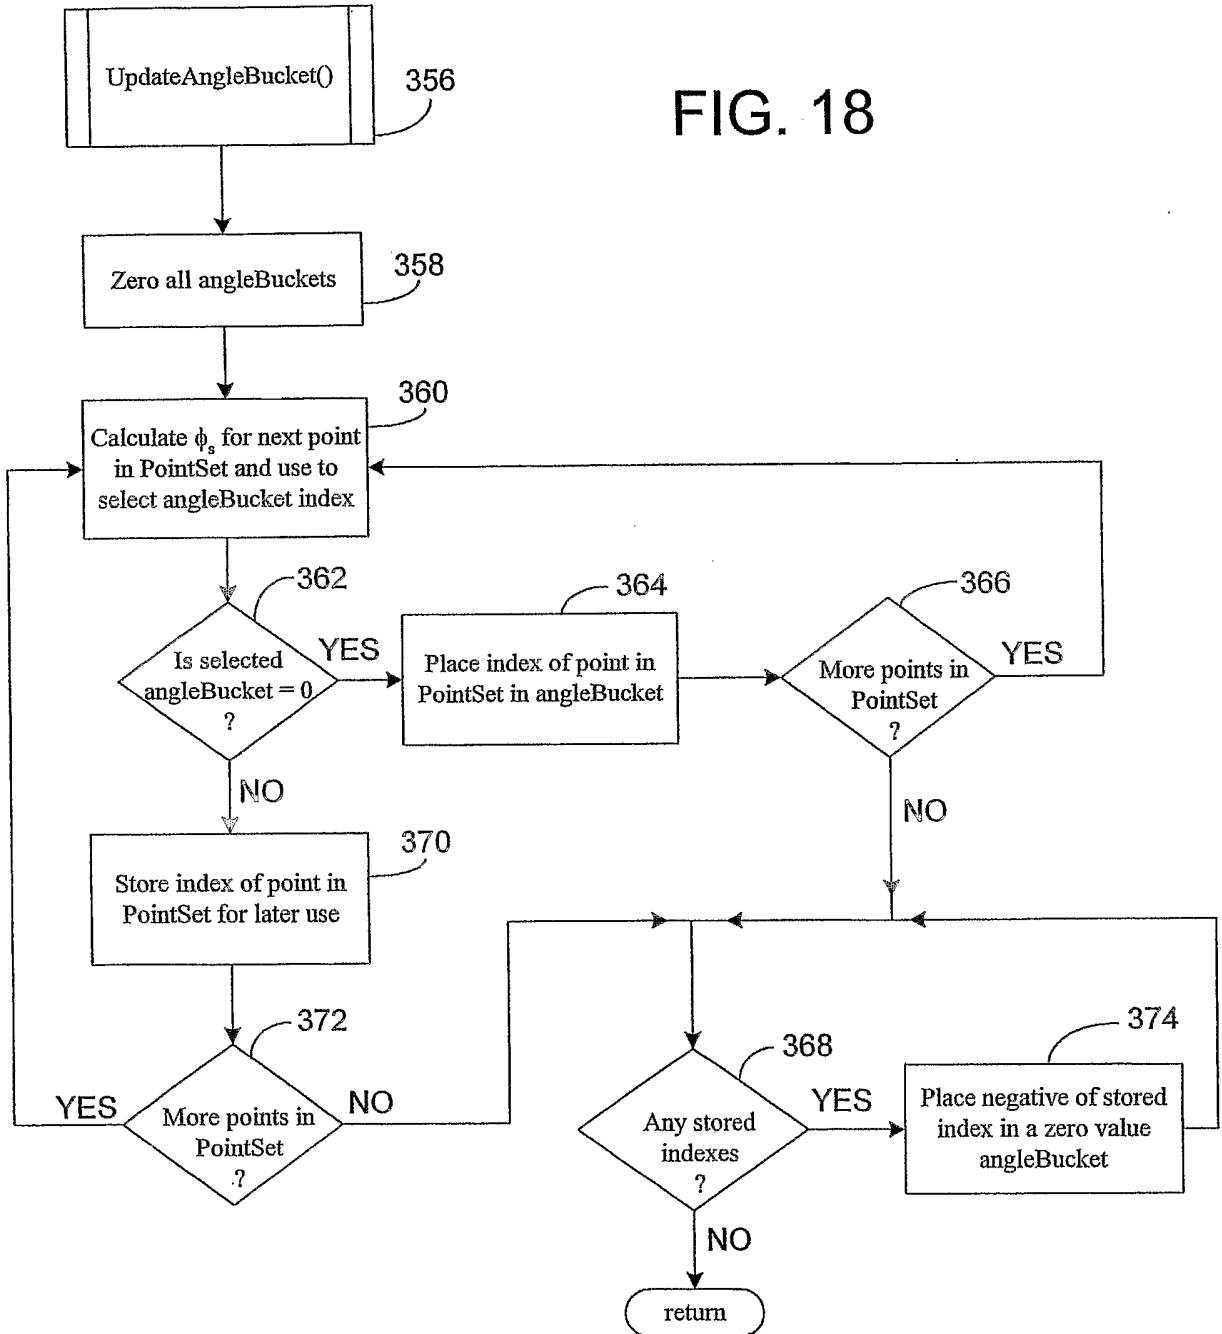 UpdateAngleBucket()
356
FIG. 18
Zero all angleBuckets
358
360
Calculate ϕs for next point
in PointSet and use to
select angleBucket index
362
Is selected
angleBucket = 0
?
YES
364
Place index of point in
PointSet in angleBucket
366
More points in
PointSet
?
YES
NO
NO
370
Store index of point in
PointSet for later use
372
More points in
PointSet
?
YES
NO
368
Any stored
indexes
?
YES
374
Place negative of stored
index in a zero value
angleBucket
NO
return